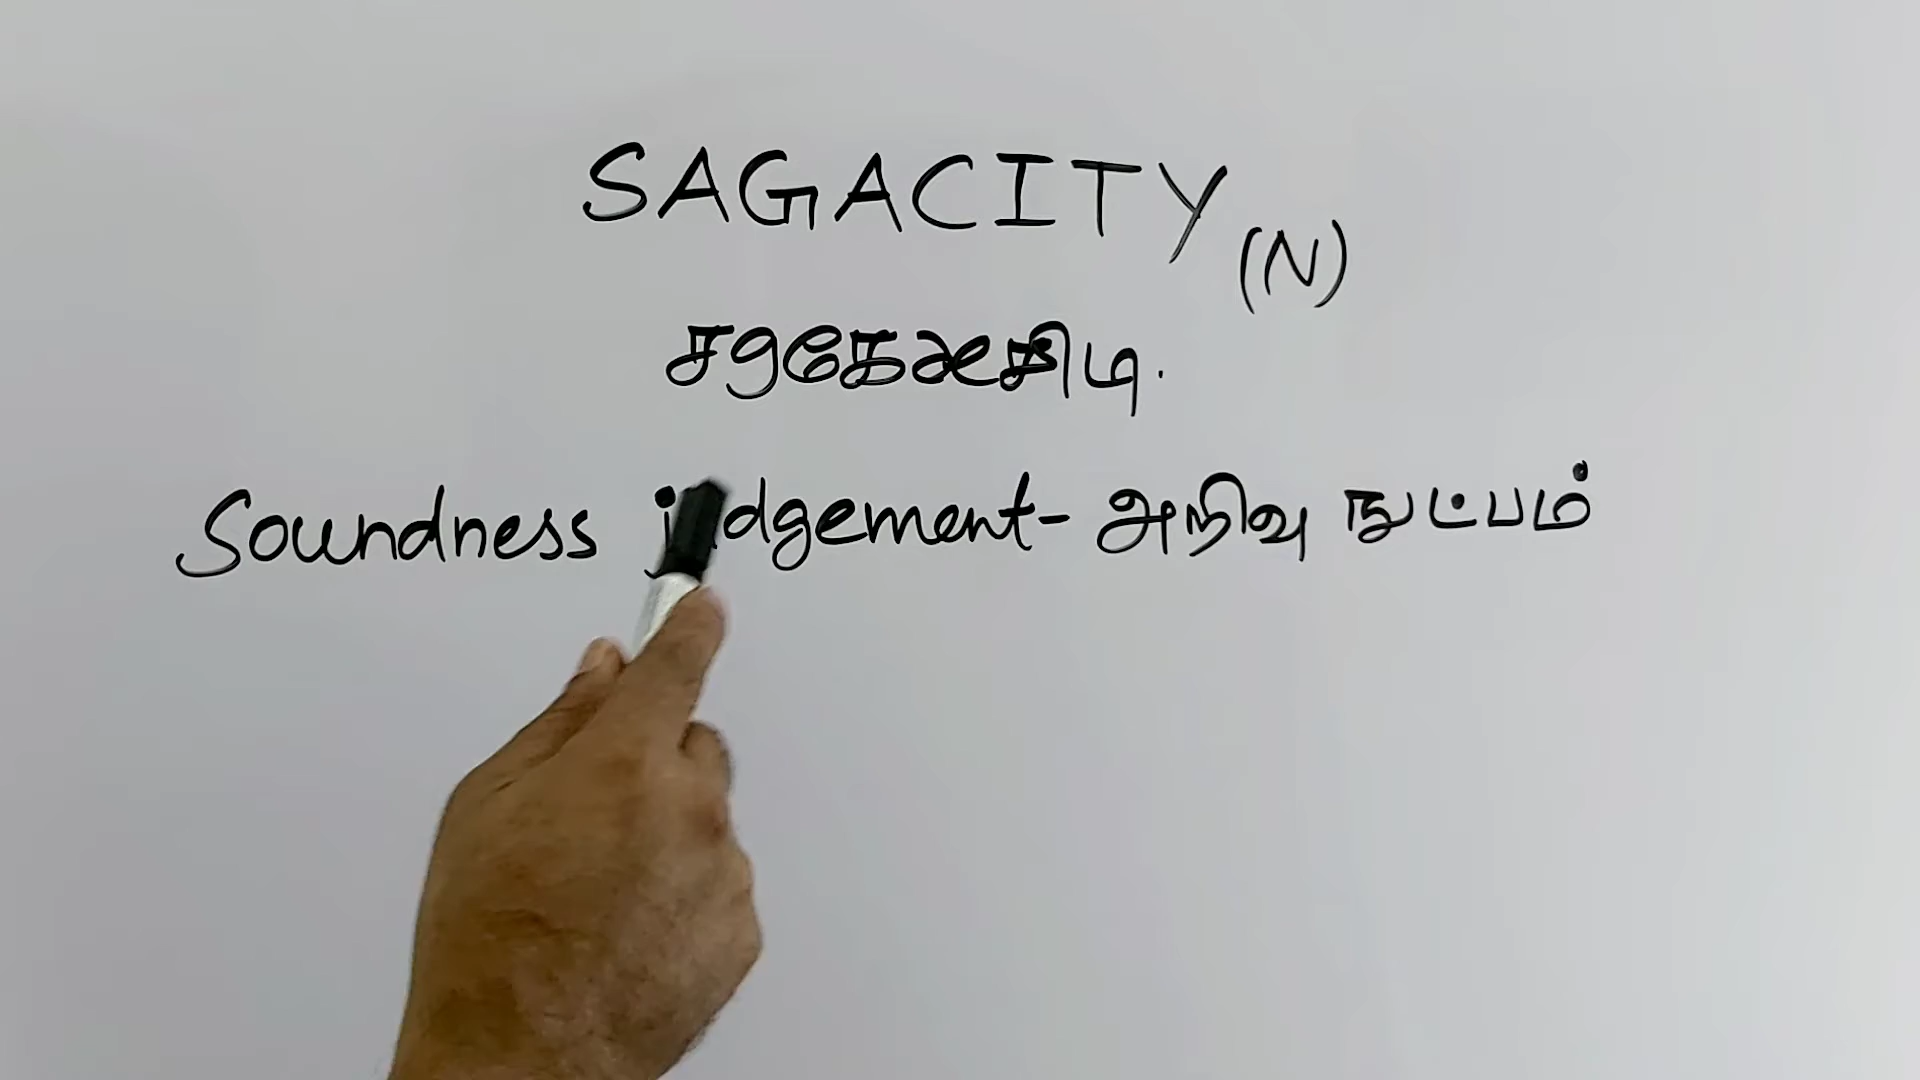 SAGACITY (N)
சகேஸிடி.
Soundness judgement - அறிவு நுட்பம்